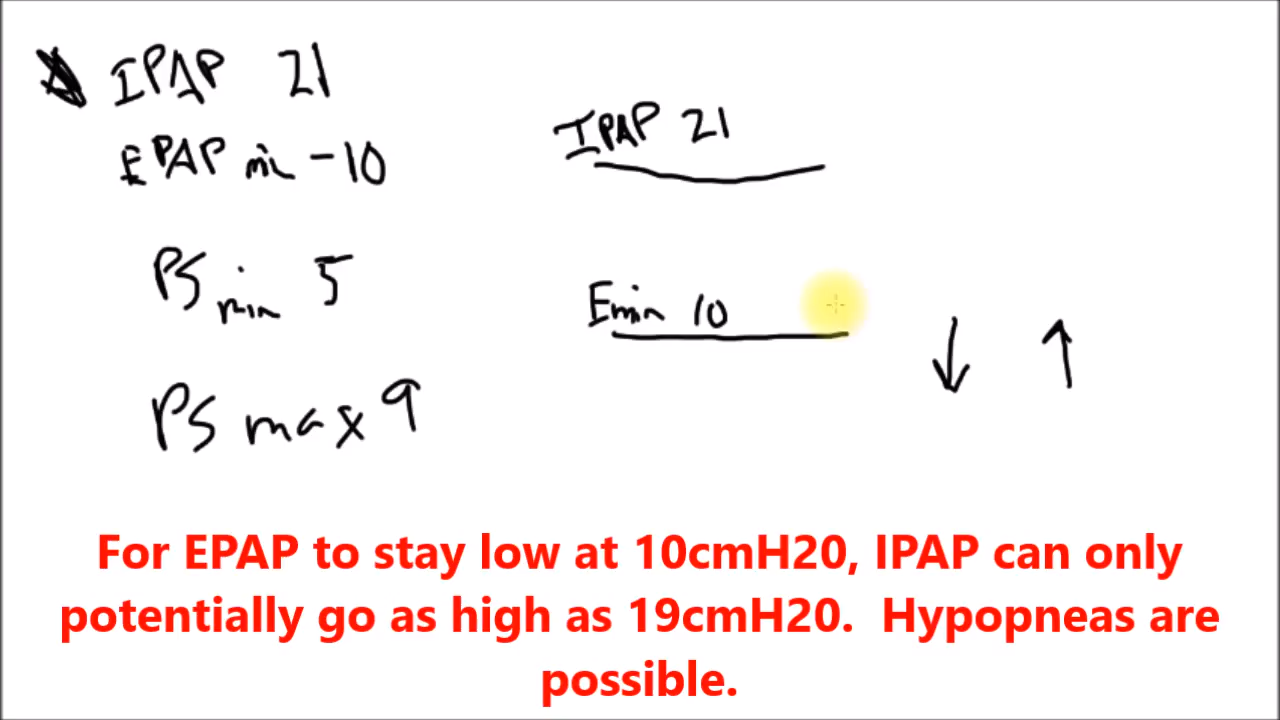 IPAP 21
EPAP min - 10
PS min 5
PS max 9
IPAP 21
Emin 10
For EPAP to stay low at 10cmH20, IPAP can only
potentially go as high as 19cmH20.  Hypopneas are
possible.